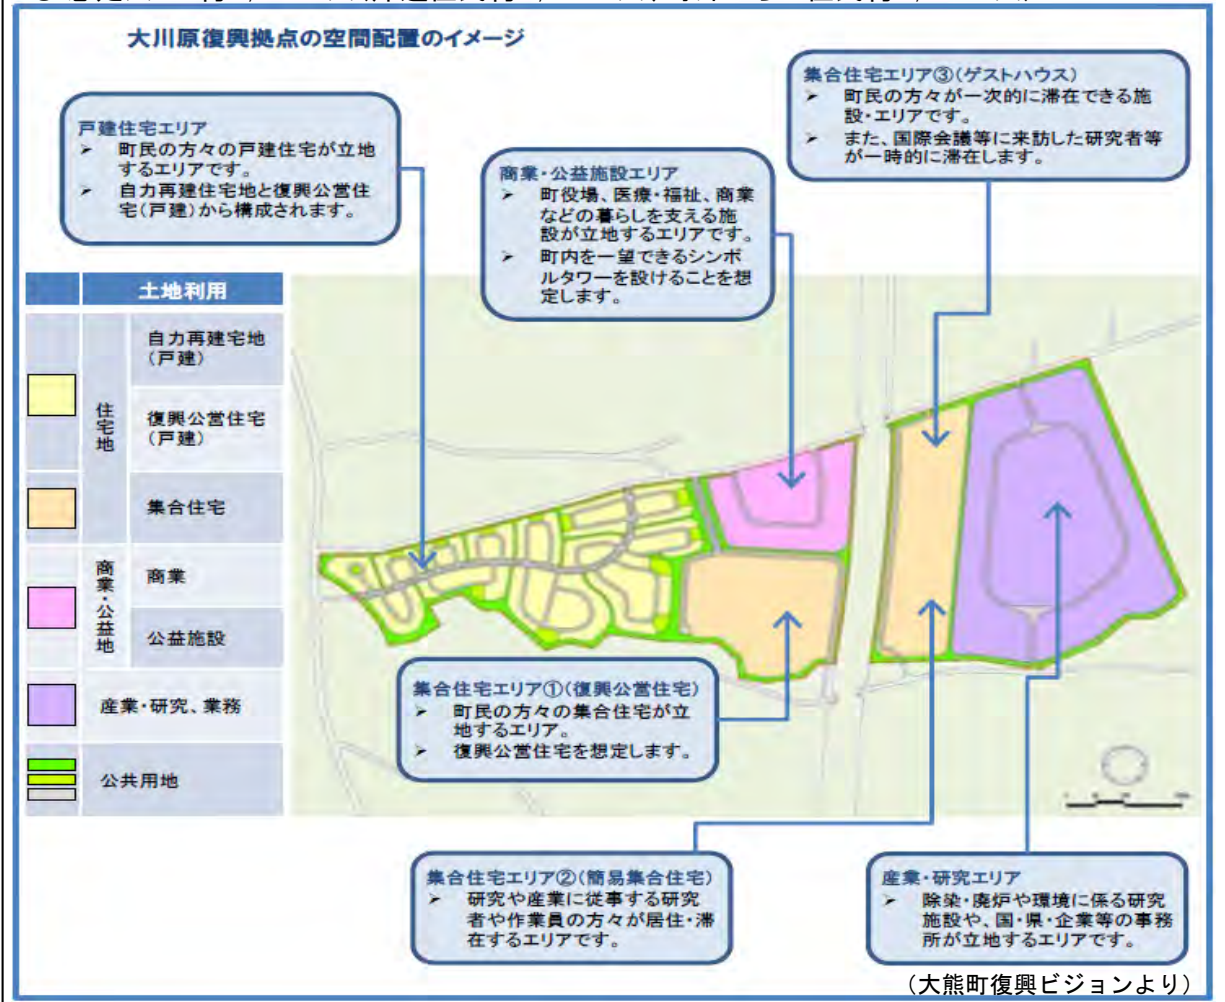 大川原復興拠点の空間配置のイメージ
戸建住宅エリア
➢ 町民の方々の戸建住宅が立地
するエリアです。
➢ 自力再建住宅地と復興公営住
宅(戸建)から構成されます。
商業・公益施設エリア
➢ 町役場、医療・福祉、商業
などの暮らしを支える施
設が立地するエリアです。
➢ 町内を一望できるシンボ
ルタワーを設けることを想
定します。
集合住宅エリア③(ゲストハウス)
➢ 町民の方々が一次的に滞在できる施
設・エリアです。
➢ また、国際会議等に来訪した研究者等
が一時的に滞在します。
土地利用
住宅地
自力再建宅地
(戸建)
復興公営住宅
(戸建)
集合住宅
商業・公益地
商業
公益施設
産業・研究、業務
公共用地
集合住宅エリア①(復興公営住宅)
➢ 町民の方々の集合住宅が立
地するエリア。
➢ 復興公営住宅を想定します。
集合住宅エリア②(簡易集合住宅)
➢ 研究や産業に従事する研究
者や作業員の方々が居住・滞
在するエリアです。
産業・研究エリア
➢ 除染・廃炉や環境に係る研究
施設や、国・県・企業等の事務
所が立地するエリアです。
(大熊町復興ビジョンより)